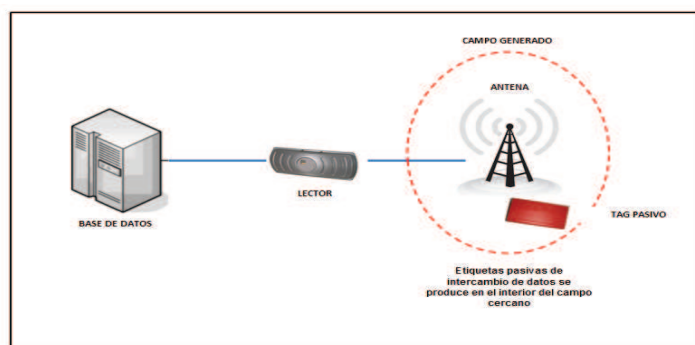 CAMPO GENERADO
ANTENA
LECTOR
BASE DE DATOS
TAG PASIVO
Etiquetas pasivas de
intercambio de datos se
produce en el interior del campo
cercano